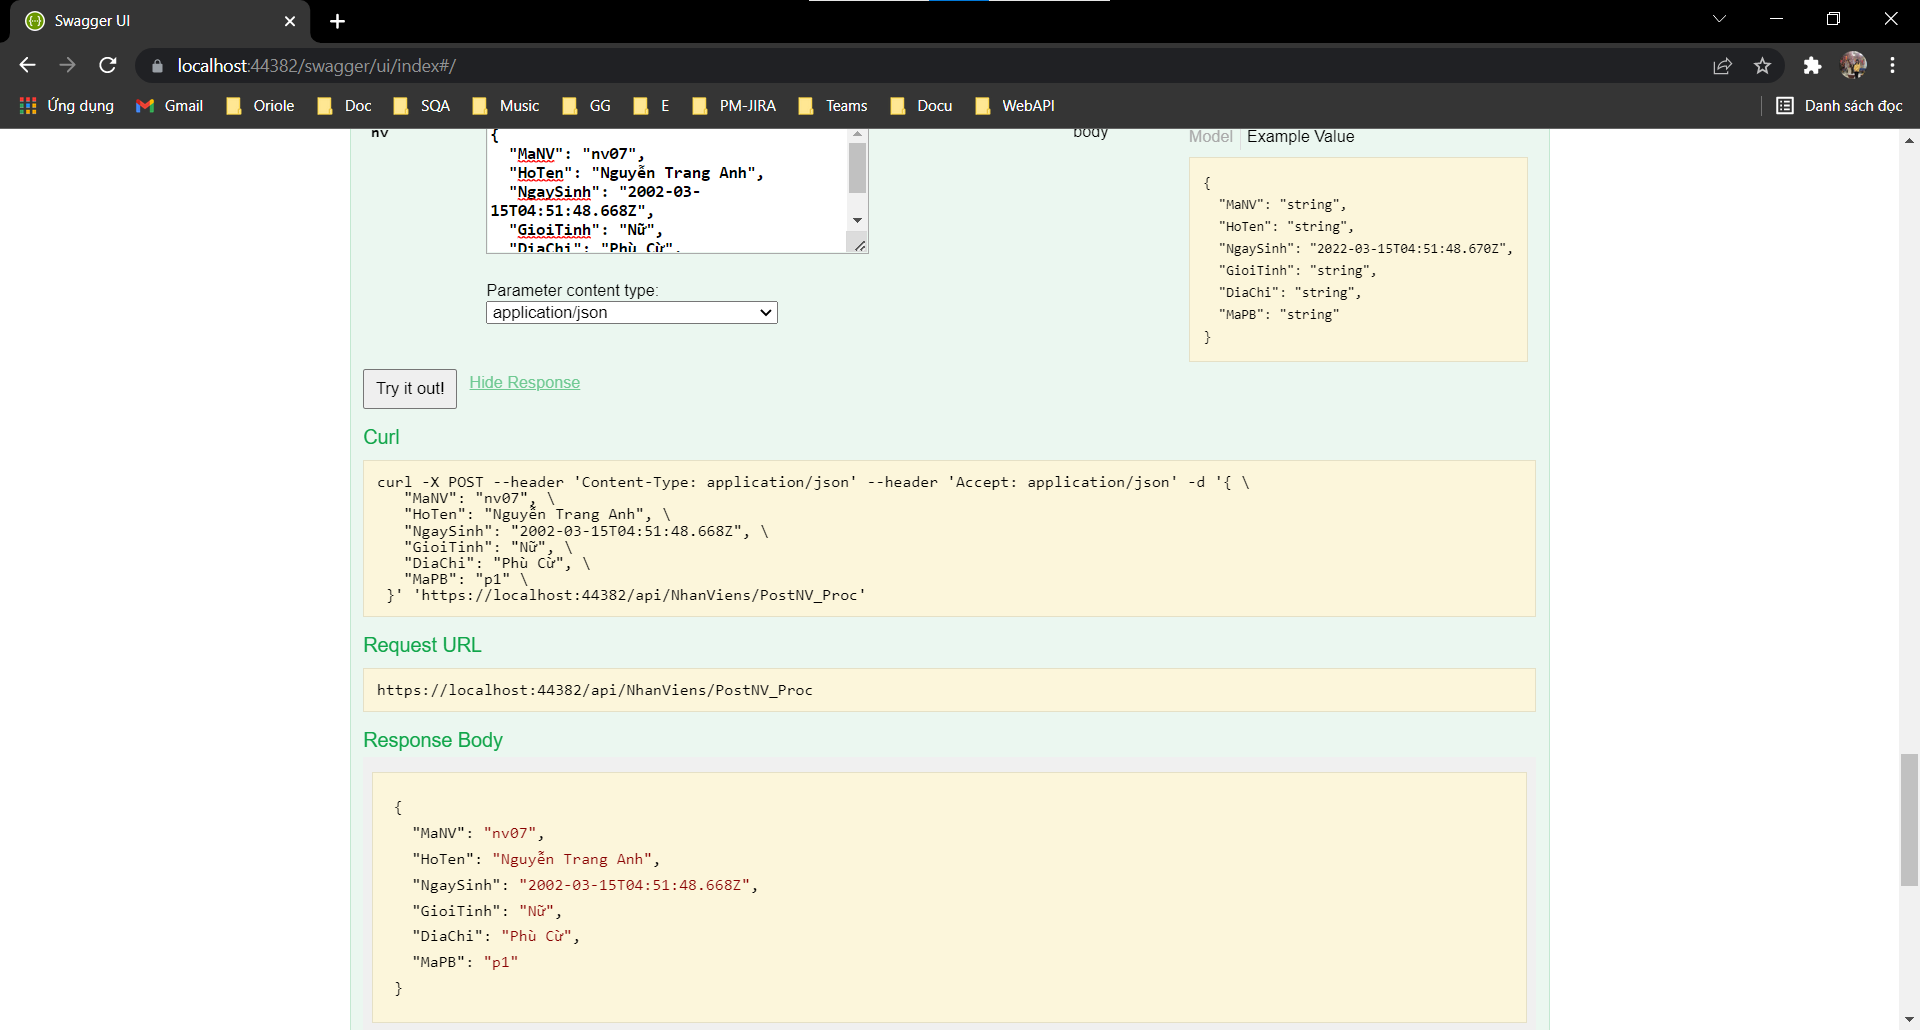 Swagger UI
localhost:44382/swagger/ui/index#/
Ứng dụng Gmail Oriole Doc SQA Music GG E PM-JIRA Teams Docu WebAPI Danh sách đọc
nv
{
"MaNV": "nv07",
"HoTen": "Nguyễn Trang Anh",
"NgaySinh": "2002-03-
15T04:51:48.668Z",
"GioiTinh": "Nữ",
"DiaChi": "Phù Cừ",
body
Model Example Value
{
"MaNV": "string",
"HoTen": "string",
"NgaySinh": "2022-03-15T04:51:48.670Z",
"GioiTinh": "string",
"DiaChi": "string",
"MaPB": "string"
}
Parameter content type:
application/json
Try it out! Hide Response
Curl
curl -X POST --header 'Content-Type: application/json' --header 'Accept: application/json' -d '{ \
"MaNV": "nv07", \
"HoTen": "Nguyễn Trang Anh", \
"NgaySinh": "2002-03-15T04:51:48.668Z", \
"GioiTinh": "Nữ", \
"DiaChi": "Phù Cừ", \
"MaPB": "p1" \
}' 'https://localhost:44382/api/NhanViens/PostNV_Proc'
Request URL
https://localhost:44382/api/NhanViens/PostNV_Proc
Response Body
{
"MaNV": "nv07",
"HoTen": "Nguyễn Trang Anh",
"NgaySinh": "2002-03-15T04:51:48.668Z",
"GioiTinh": "Nữ",
"DiaChi": "Phù Cừ",
"MaPB": "p1"
}